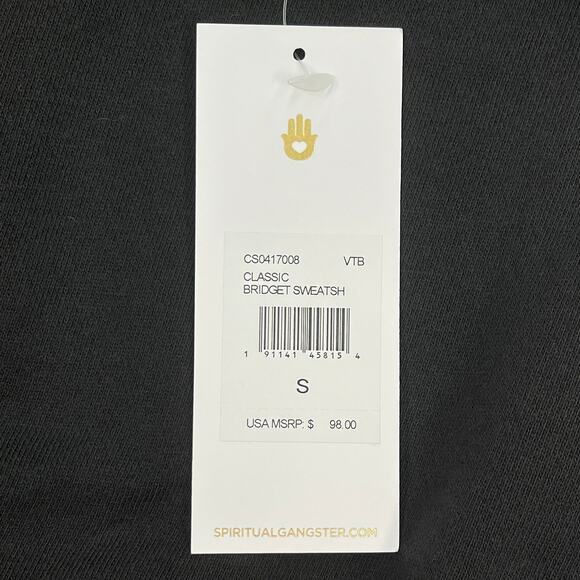 CS0417008 VTB
CLASSIC
BRIDGET SWEATSH
1 91141 45815 4
S
USA MSRP: $ 98.00
SPIRITUALGANGSTER.COM